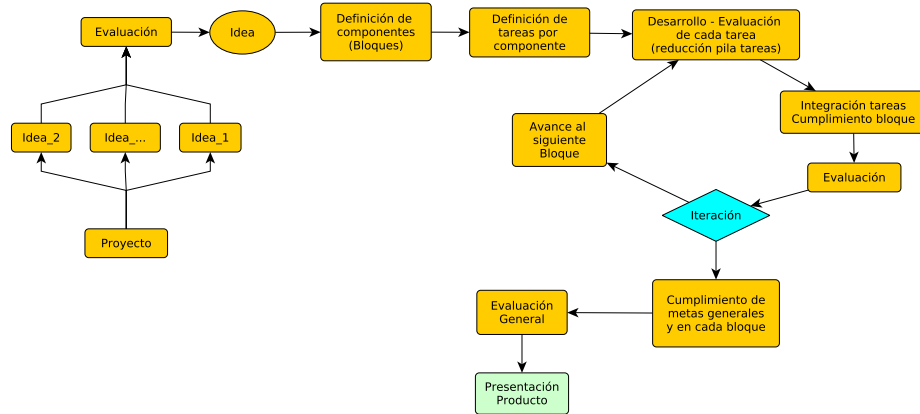 Evaluación
Idea
Definición de
componentes
(Bloques)
Definición de
tareas por
componente
Desarrollo - Evaluación
de cada tarea
(reducción pila tareas)
Idea_2
Idea_...
Idea_1
Avance al
siguiente
Bloque
Integración tareas
Cumplimiento bloque
Evaluación
Iteración
Proyecto
Evaluación
General
Cumplimiento de
metas generales
y en cada bloque
Presentación
Producto